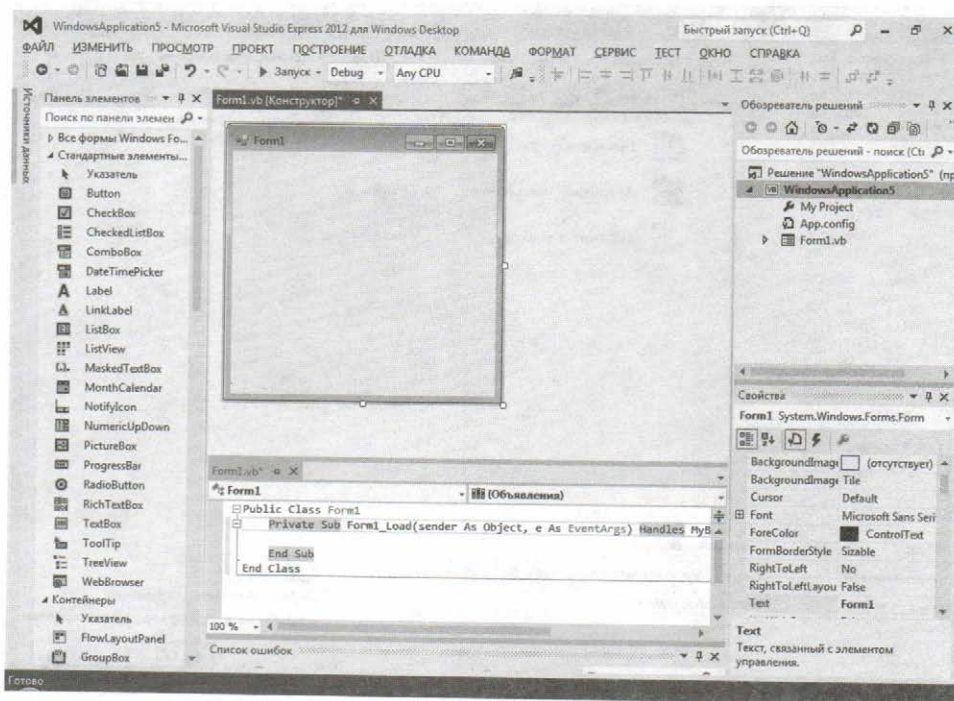 WindowsApplication5 - Microsoft Visual Studio Express 2012 для Windows Desktop
Быстрый запуск (Ctrl+Q)
ФАЙЛ ИЗМЕНИТЬ ПРОСМОТР ПРОЕКТ ПОСТРОЕНИЕ ОТЛАДКА КОМАНДА ФОРМАТ СЕРВИС ТЕСТ ОКНО СПРАВКА
Запуск Debug Any CPU
Источники данных
Панель элементов
Поиск по панели элемен
Все формы Windows Fo...
Стандартные элементы...
Указатель
Button
CheckBox
CheckedListBox
ComboBox
DateTimePicker
Label
LinkLabel
ListBox
ListView
MaskedTextBox
MonthCalendar
NotifyIcon
NumericUpDown
PictureBox
ProgressBar
RadioButton
RichTextBox
TextBox
ToolTip
TreeView
WebBrowser
Контейнеры
Указатель
FlowLayoutPanel
GroupBox
Form1.vb [Конструктор]*
Form1
Form1.vb*
Form1
(Объявления)
Public Class Form1
Private Sub Form1_Load(sender As Object, e As EventArgs) Handles MyB
End Sub
End Class
100 %
Список ошибок
Обозреватель решений
Обозреватель решений - поиск (Ctı
Решение "WindowsApplication5" (пр
WindowsApplication5
My Project
App.config
Form1.vb
Свойства
Form1 System.Windows.Forms.Form
BackgroundImage (отсутствует)
BackgroundImage Tile
Cursor Default
Font Microsoft Sans Seri
ForeColor ControlText
FormBorderStyle Sizable
RightToLeft No
RightToLeftLayou False
Text Form1
Text
Текст, связанный с элементом
управления.
Готово